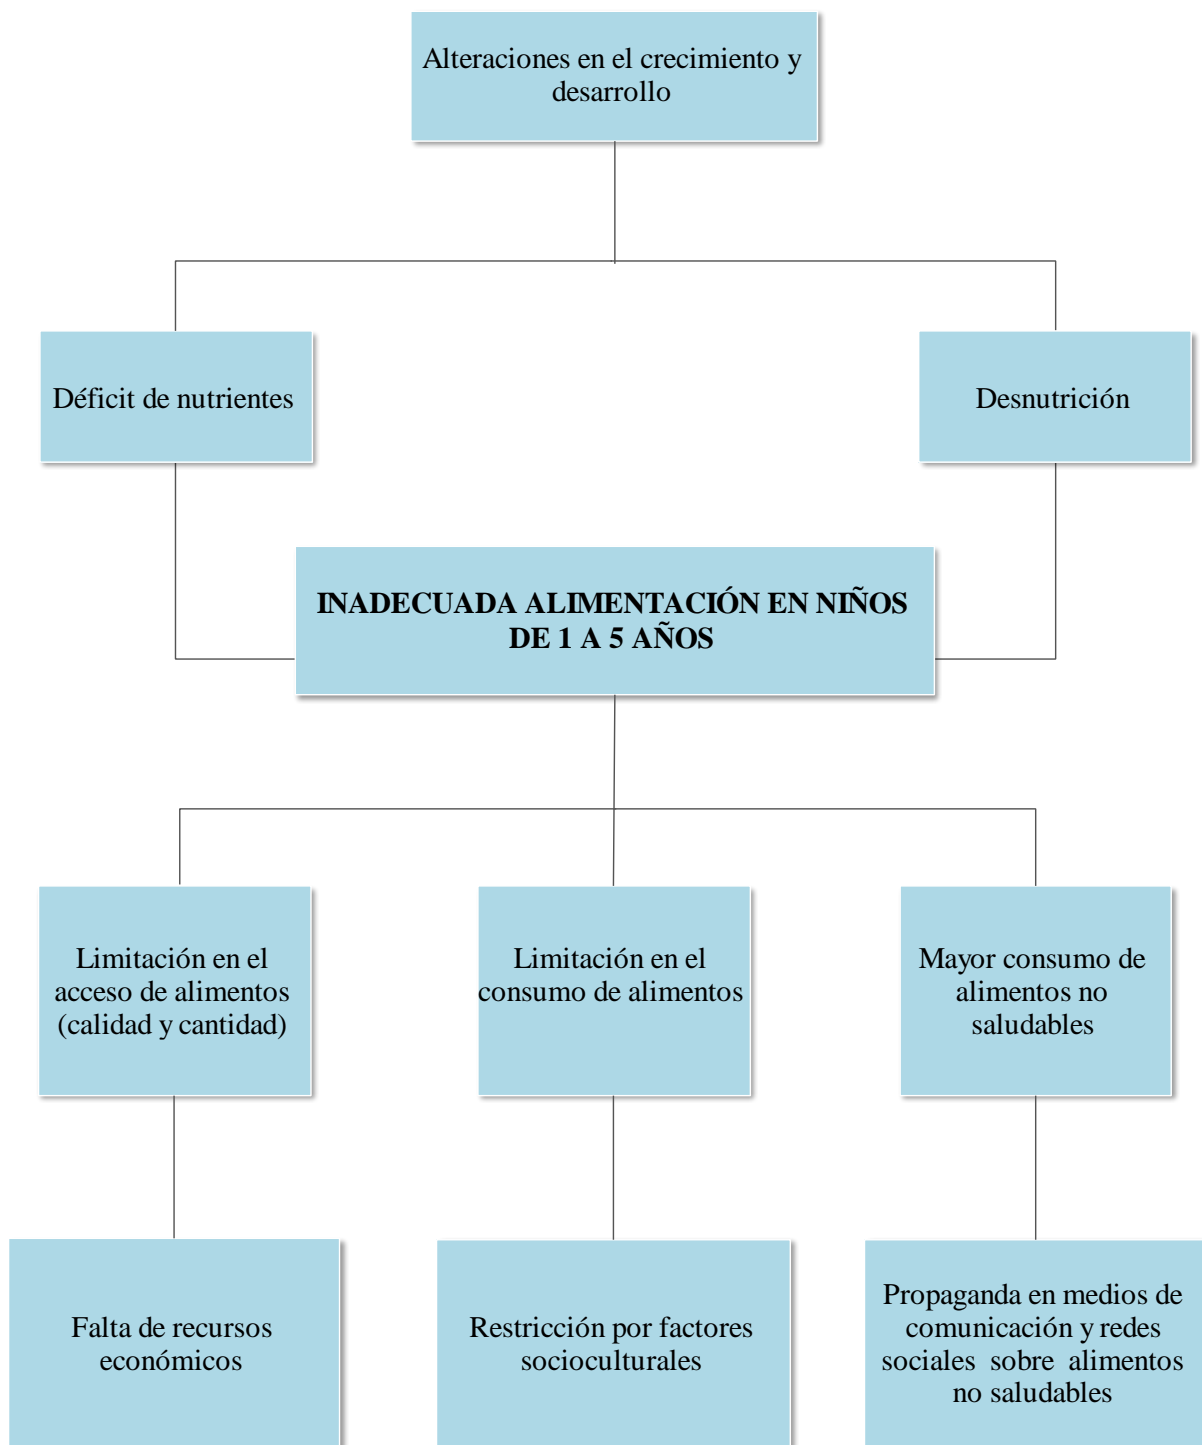 Alteraciones en el crecimiento y
desarrollo
Déficit de nutrientes
Desnutrición
INADECUADA ALIMENTACIÓN EN NIÑOS
DE 1 A 5 AÑOS
Limitación en el
acceso de alimentos
(calidad y cantidad)
Limitación en el
consumo de alimentos
Mayor consumo de
alimentos no
saludables
Falta de recursos
económicos
Restricción por factores
socioculturales
Propaganda en medios de
comunicación y redes
sociales sobre alimentos
no saludables